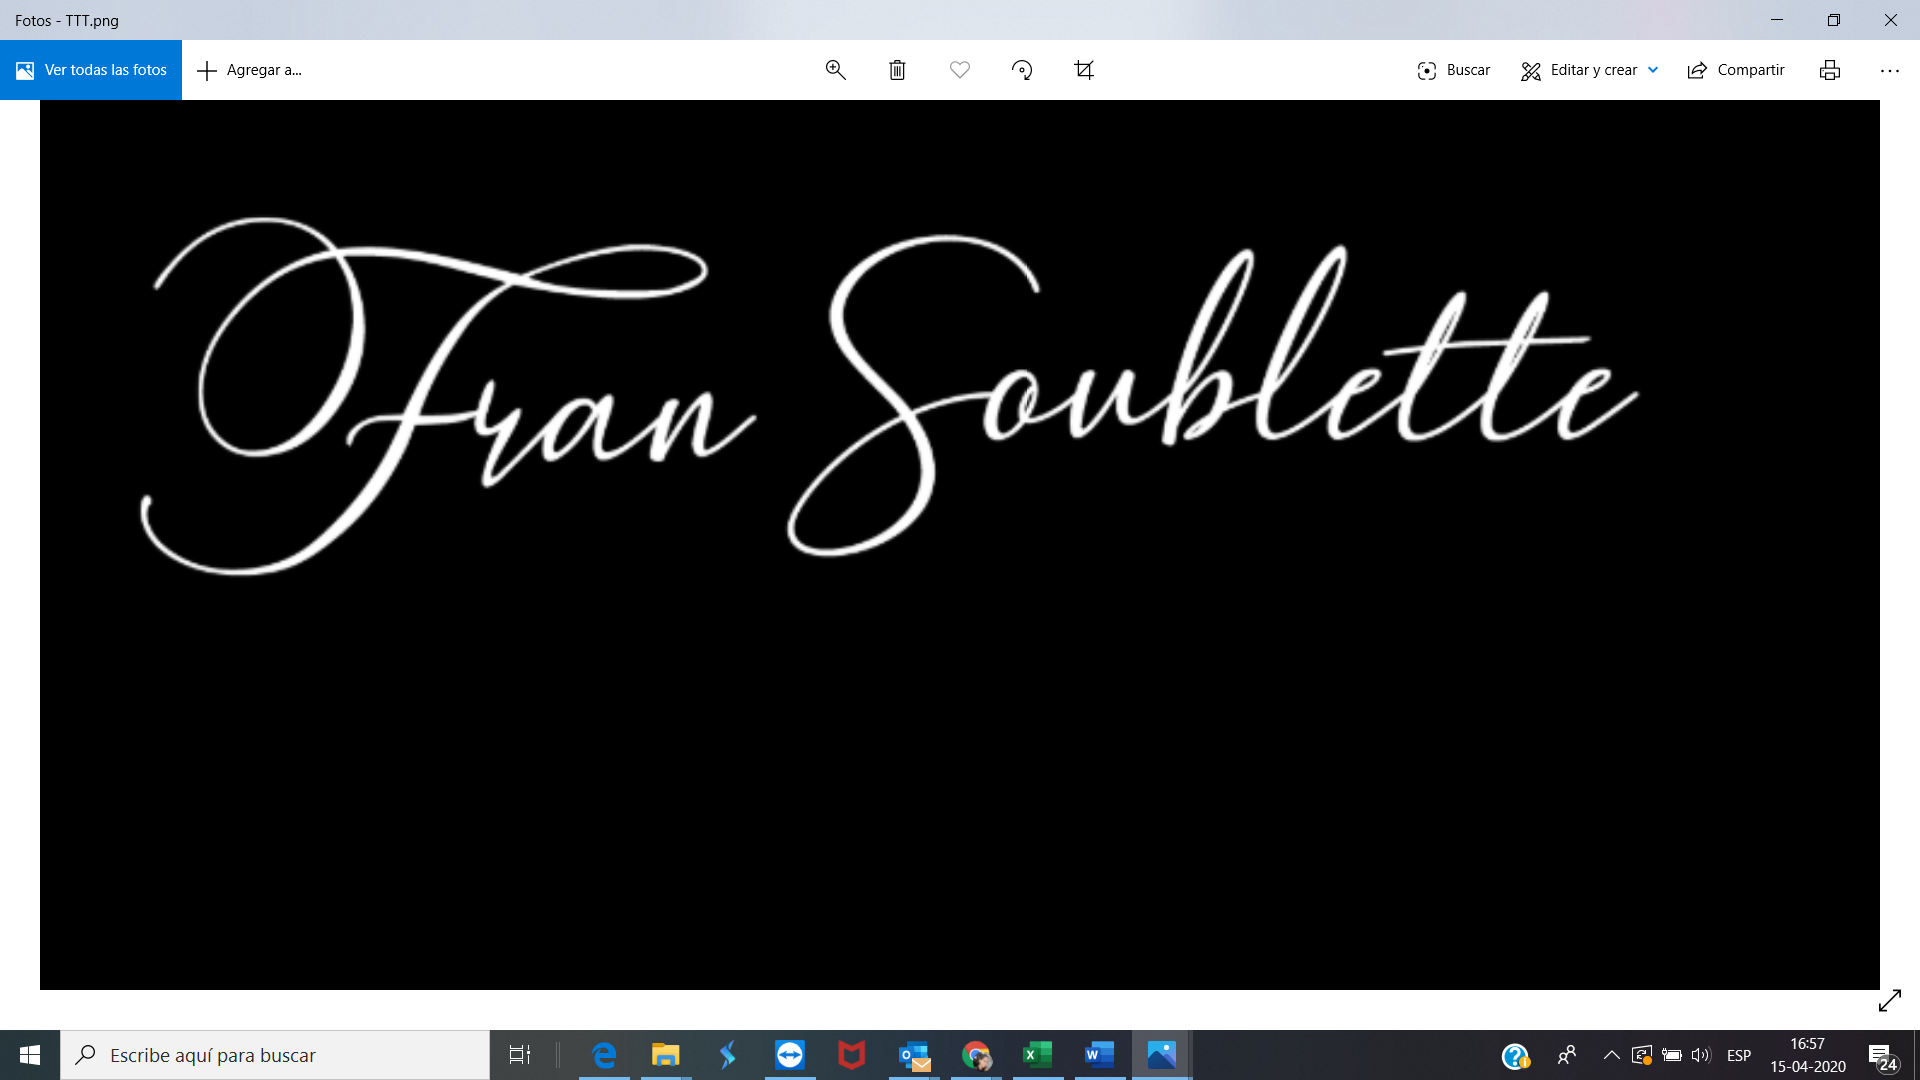 Fotos - TTT.png
Ver todas las fotos
Agregar a...
Buscar
Editar y crear
Compartir
Fran Soublette
Escribe aquí para buscar
ESP
16:57
15-04-2020
24